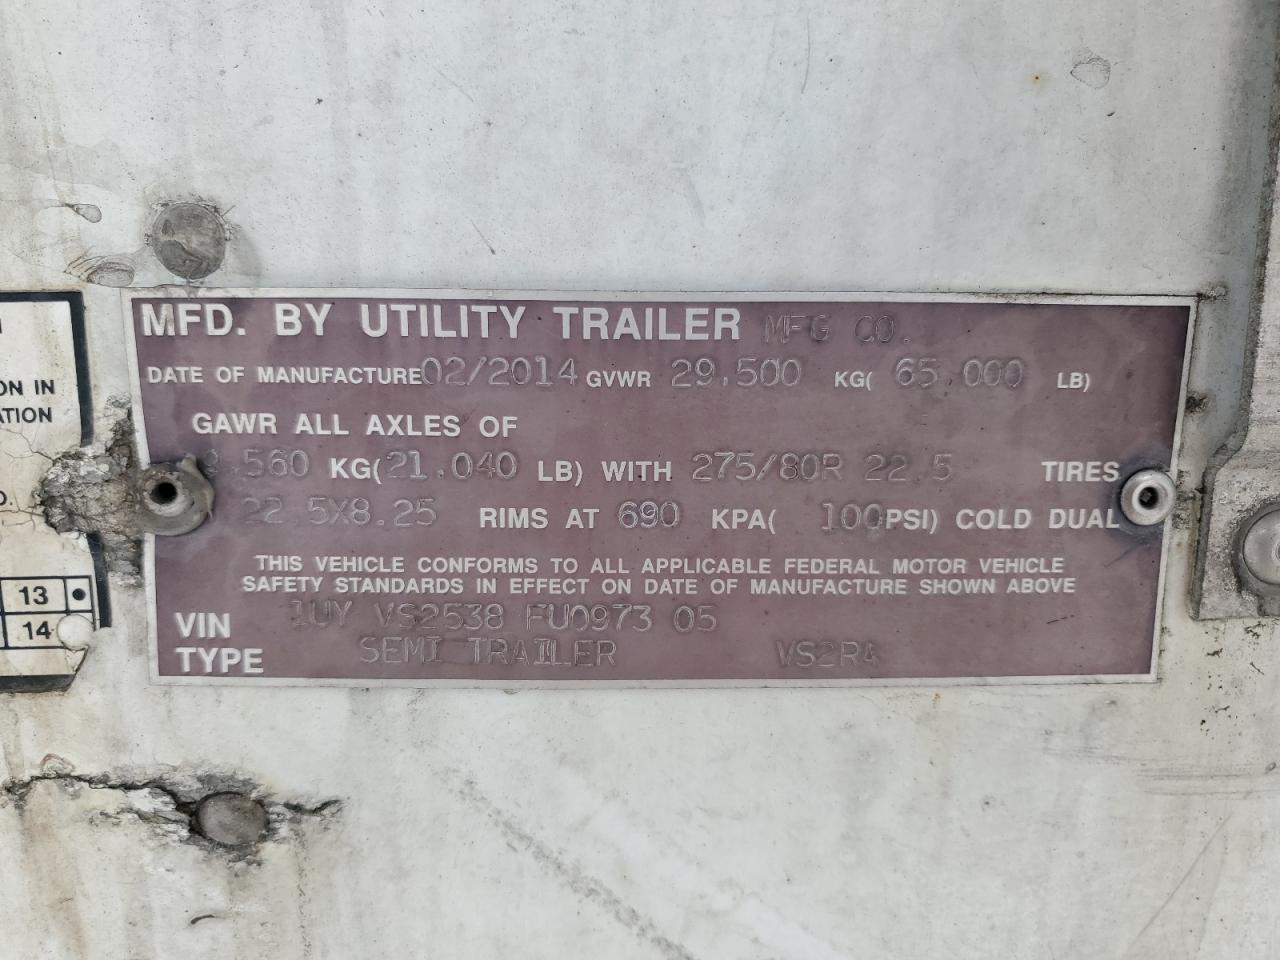 MFD. BY UTILITY TRAILER MFG CO.
DATE OF MANUFACTURE 02/2014 GVWR 29.500 KG( 65.000 LB)
GAWR ALL AXLES OF
9.560 KG( 21.040 LB) WITH 275/80R 22.5 TIRES
22.5X8.25 RIMS AT 690 KPA( 100 PSI) COLD DUAL
THIS VEHICLE CONFORMS TO ALL APPLICABLE FEDERAL MOTOR VEHICLE
SAFETY STANDARDS IN EFFECT ON DATE OF MANUFACTURE SHOWN ABOVE
VIN 1UY VS2538 FU0973 05
TYPE SEMI TRAILER VS2RA
ON IN
ATION
13
14